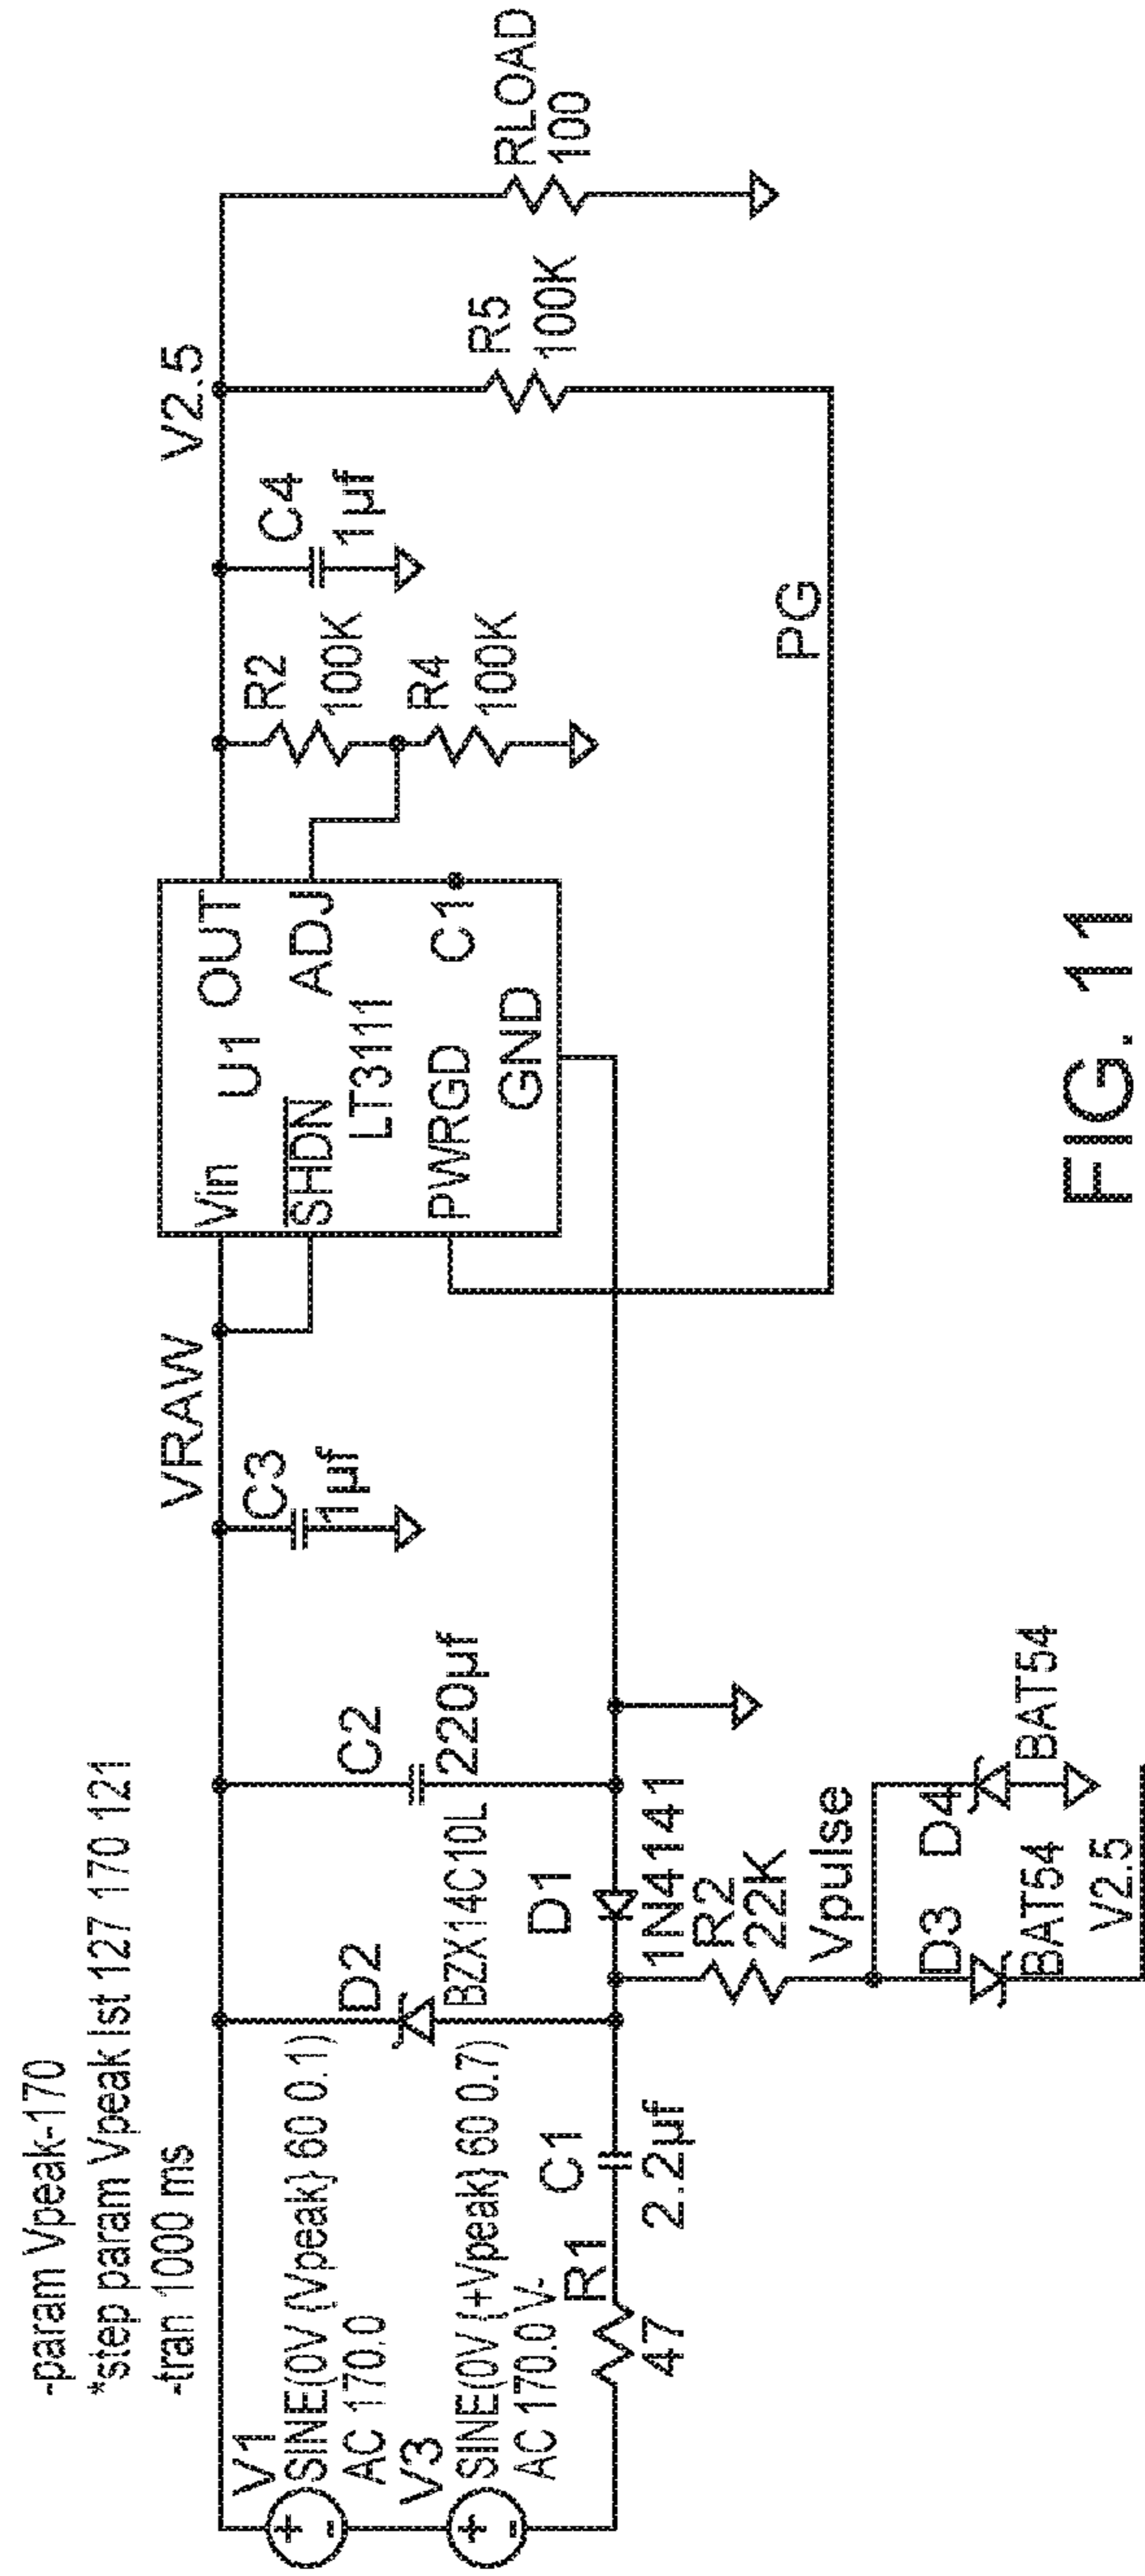 -param Vpeak-170
*step param Vpeak lst 127 170 121
-tran 1000 ms
V1
SINE(0V {Vpeak} 60 0.1)
AC 170.0
V3
SINE(0V {+Vpeak} 60 0.7)
AC 170.0 V-
R1
47
C1
2.2µf
D2
BZX14C10L
C2
220µf
D1
1N4141
R2
22K
Vpulse
D3
BAT54
V2.5
D4
BAT54
C3
1µf
VRAW
Vin
U1
OUT
SHDN
ADJ
LT3111
PWRGD
C1
GND
R2
100K
R4
100K
C4
1µf
V2.5
R5
100K
PG
RLOAD
100
FIG. 11